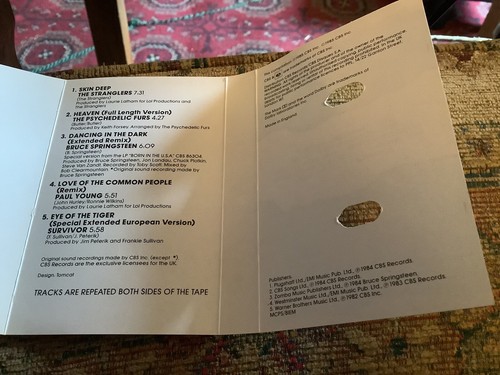 1. SKIN DEEP
THE STRANGLERS 7.31
(The Stranglers)
Produced by Laurie Latham for Lol Productions and
The Stranglers
2. HEAVEN (Full Length Version)
THE PSYCHEDELIC FURS 4.27
(Butler/Butler)
Produced by Keith Forsey Arranged by The Psychedelic Furs
3. DANCING IN THE DARK
(Extended Remix)
BRUCE SPRINGSTEEN 6.09
(B. Springsteen)
Special version from the LP "BORN IN THE U.S.A." CBS 86304
Produced by Bruce Springsteen, Jon Landau, Chuck Plotkin,
Steve Van Zandt. Recorded by Toby Scott. Mixed by
Bob Clearmountain. *Original sound recording made by
Bruce Springsteen
4. LOVE OF THE COMMON PEOPLE
(Remix)
PAUL YOUNG 5.51
(John Hurley/Ronnie Wilkins)
Produced by Laurie Latham for Lol Productions
5. EYE OF THE TIGER
(Special Extended European Version)
SURVIVOR 5.58
(F. Sullivan/J. Peterik)
Produced by Jim Peterik and Frankie Sullivan
Original sound recordings made by CBS Inc. (except *).
CBS Records are the exclusive licensees for the UK.
Design: Tomcat
TRACKS ARE REPEATED BOTH SIDES OF THE TAPE
1985 CBS Inc.
Made in England
Publishers:
1. Plugshaft Ltd./EMI Music Pub. Ltd., ℗ 1984 CBS Records.
2. CBS Songs Ltd., ℗ 1984 CBS Records.
3. Zomba Music Publishers Ltd., ℗ 1984 Bruce Springsteen.
4. Westminster Music Ltd./EMI Music Pub. Ltd., ℗ 1983 CBS Records.
5. Warner Brothers Music Ltd., ℗ 1982 CBS Inc.
MCPS/BIEM